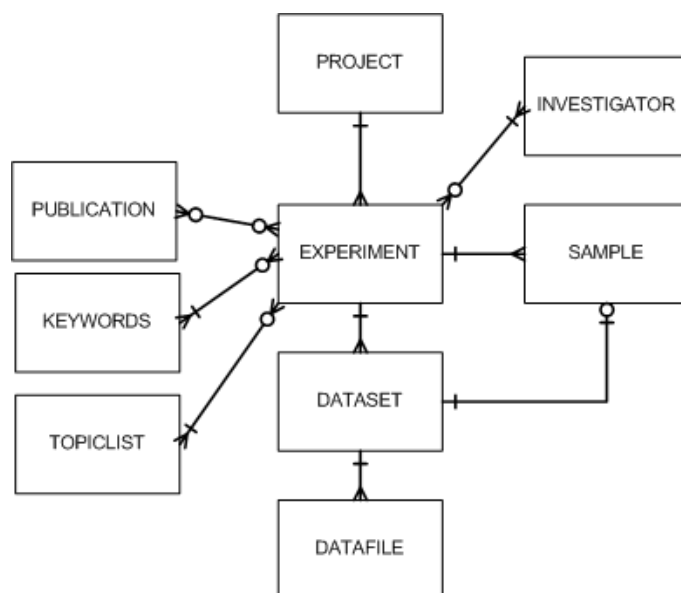 PROJECT
INVESTIGATOR
PUBLICATION
EXPERIMENT
SAMPLE
KEYWORDS
DATASET
TOPICLIST
DATAFILE